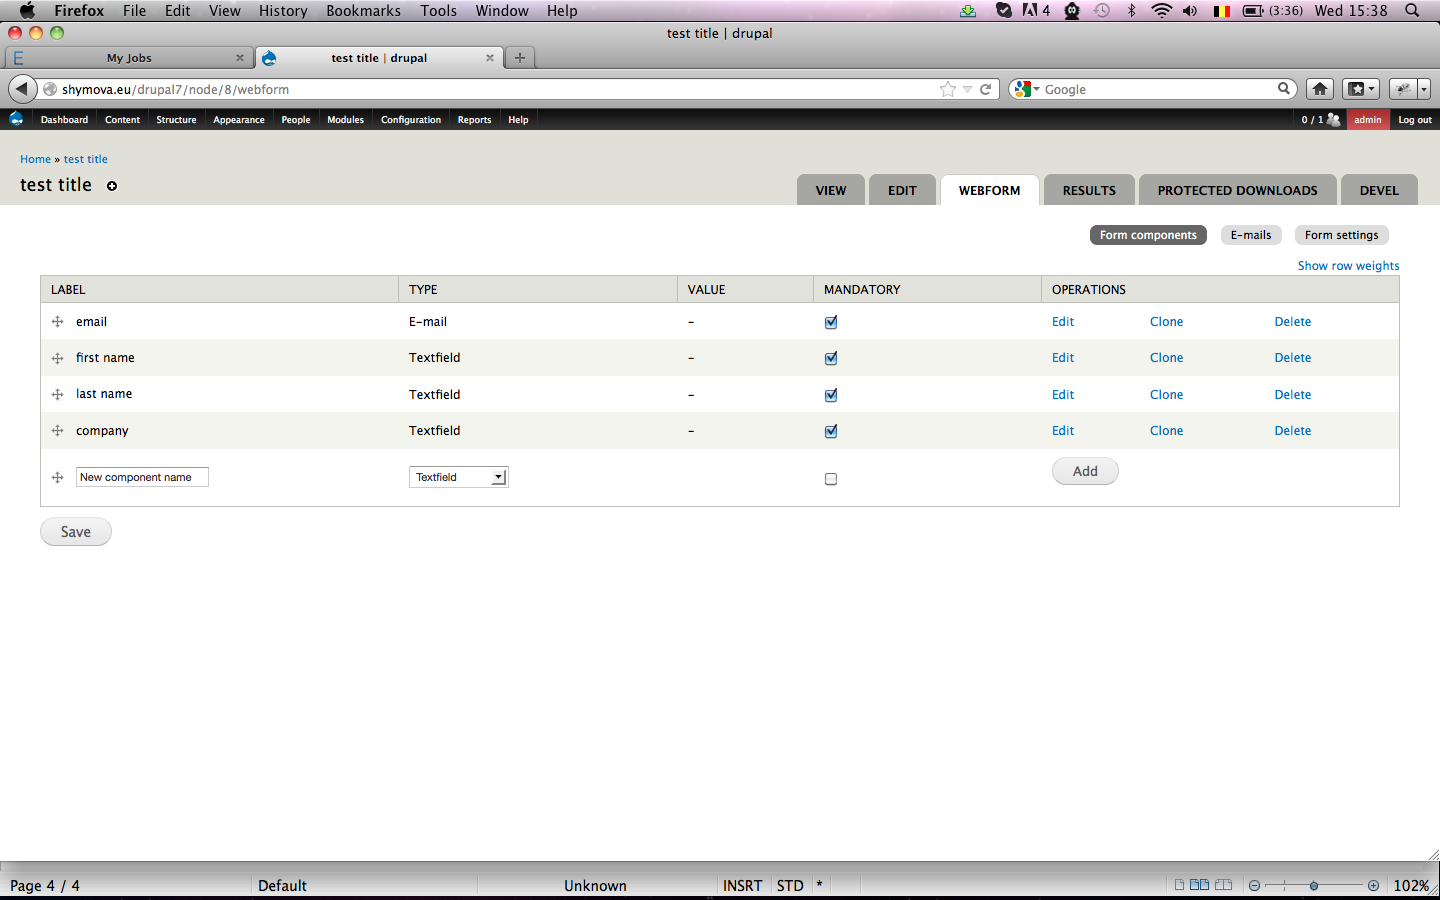 Firefox File Edit View History Bookmarks Tools Window Help 4 (3:36) Wed 15:38
test title | drupal
My Jobs test title | drupal
shymova.eu/drupal7/node/8/webform Google
Dashboard Content Structure Appearance People Modules Configuration Reports Help 0 / 1 admin Log out
Home » test title
test title
VIEW EDIT WEBFORM RESULTS PROTECTED DOWNLOADS DEVEL
Form components E-mails Form settings
Show row weights
LABEL TYPE VALUE MANDATORY OPERATIONS
email E-mail - Edit Clone Delete
first name Textfield - Edit Clone Delete
last name Textfield - Edit Clone Delete
company Textfield - Edit Clone Delete
New component name Textfield Add
Save
Page 4 / 4 Default Unknown INSRT STD * 102%